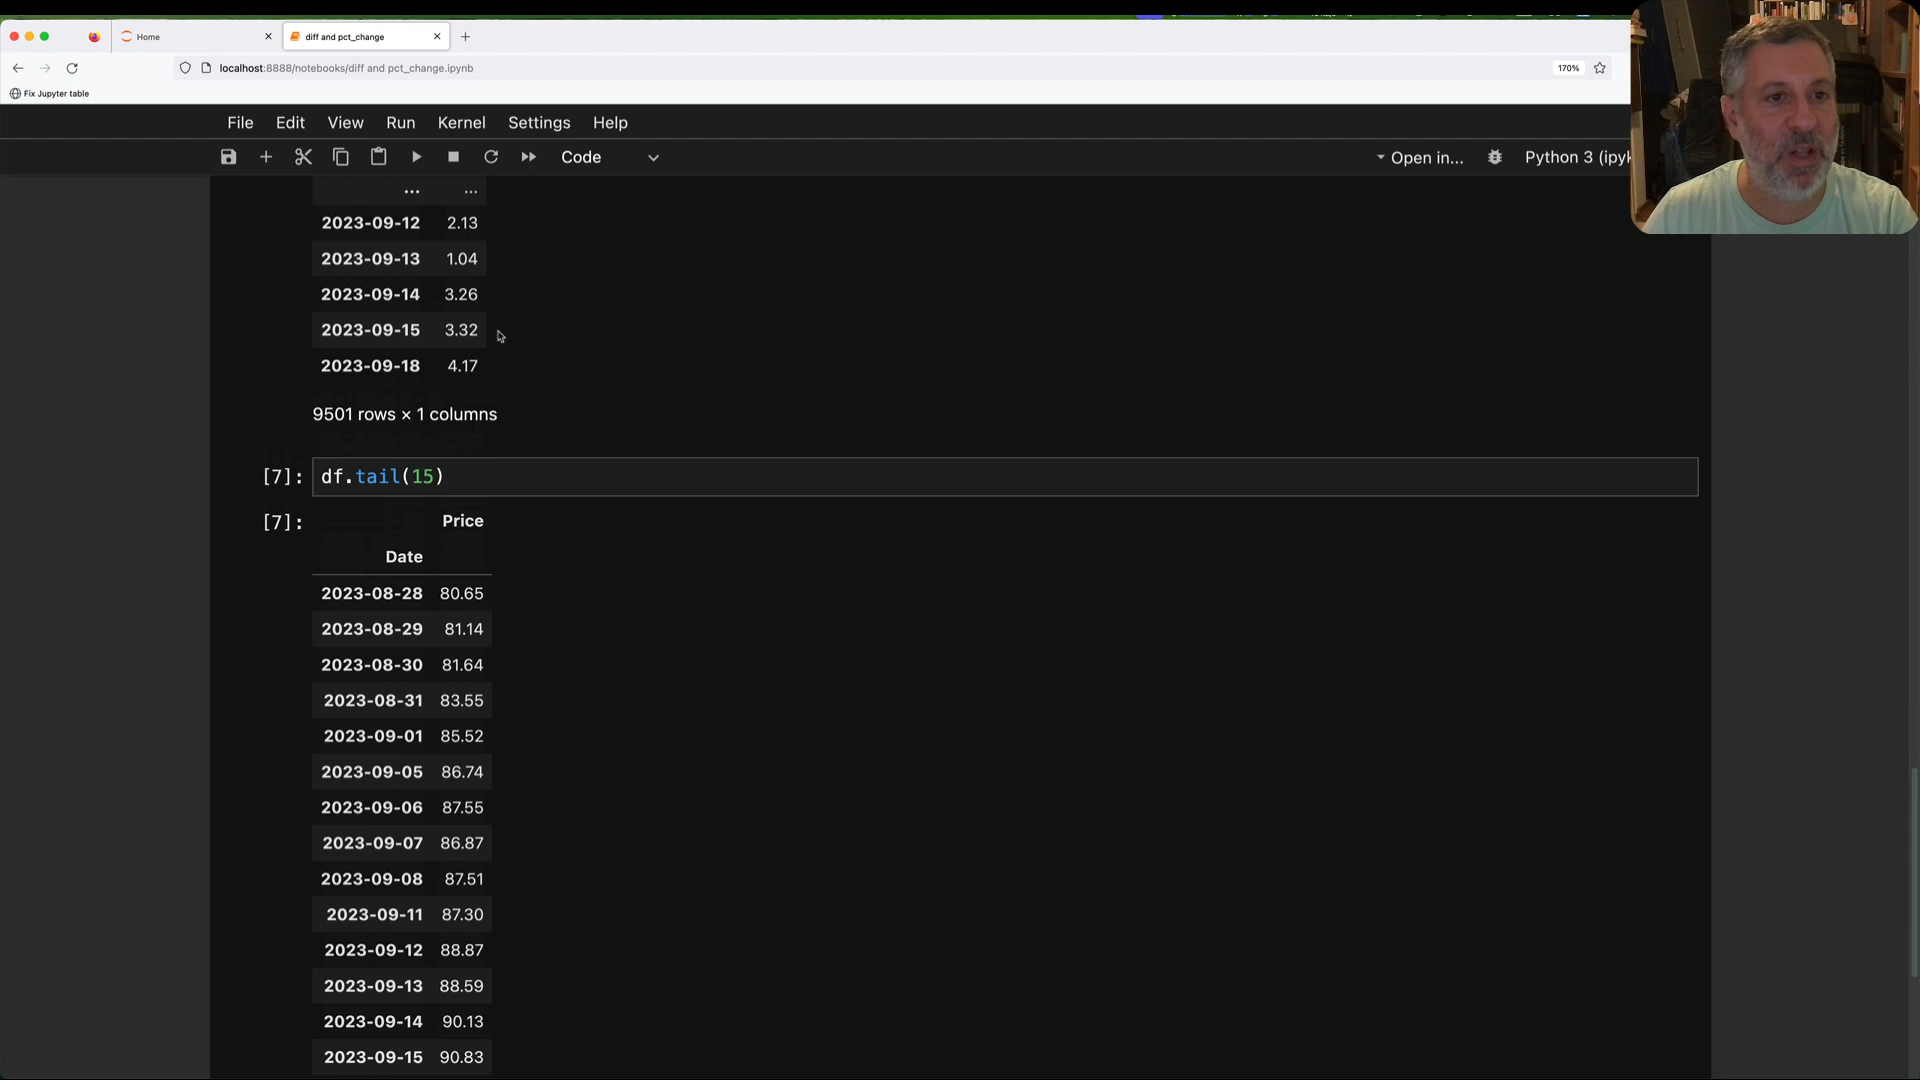 Home
diff and pct_change
localhost:8888/notebooks/diff and pct_change.ipynb
170%
Fix Jupyter table
File Edit View Run Kernel Settings Help
Code
Open in...
Python 3 (ipyk
... ...
2023-09-12 2.13
2023-09-13 1.04
2023-09-14 3.26
2023-09-15 3.32
2023-09-18 4.17
9501 rows × 1 columns
[7]: df.tail(15)
[7]: Price
Date
2023-08-28 80.65
2023-08-29 81.14
2023-08-30 81.64
2023-08-31 83.55
2023-09-01 85.52
2023-09-05 86.74
2023-09-06 87.55
2023-09-07 86.87
2023-09-08 87.51
2023-09-11 87.30
2023-09-12 88.87
2023-09-13 88.59
2023-09-14 90.13
2023-09-15 90.83